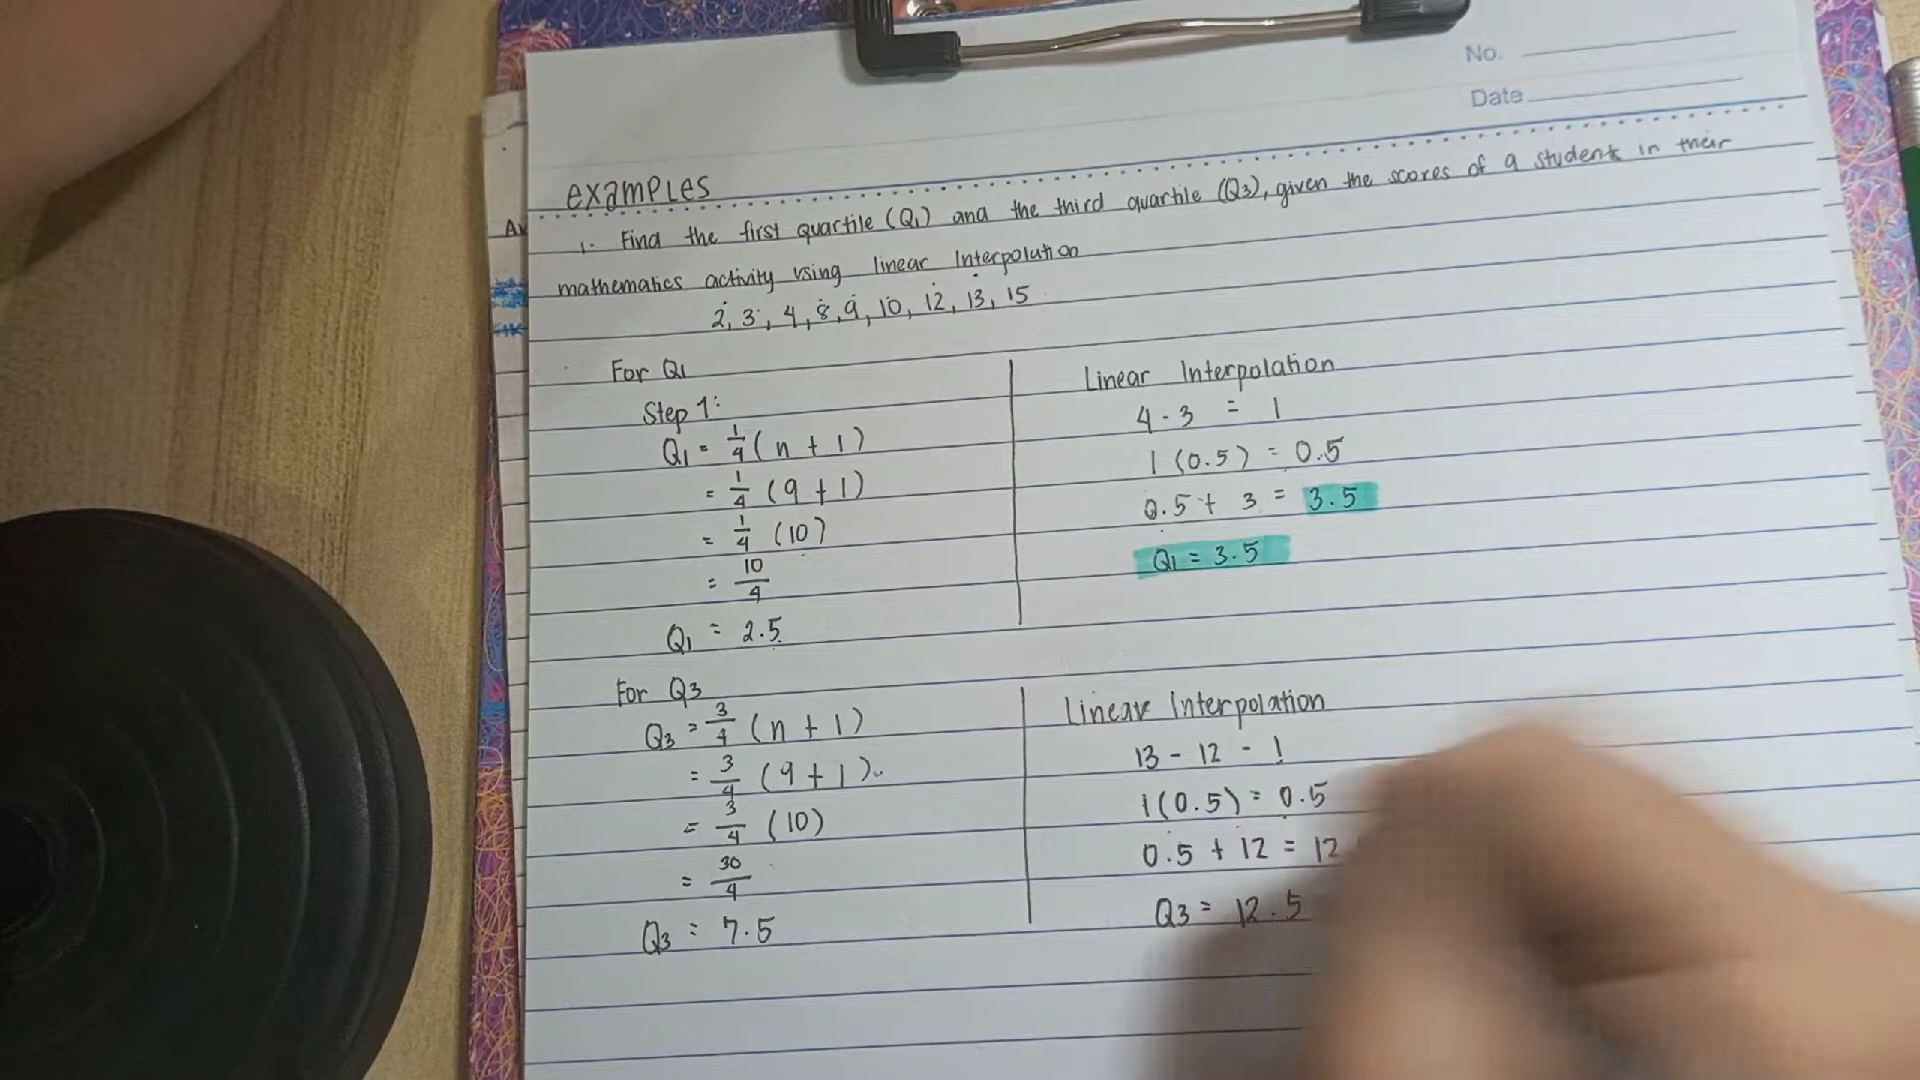 No.
Date
examples
1. Find the first quartile (Q1) and the third quartile (Q3), given the scores of 9 students in their
mathematics activity using linear Interpolation
2, 3, 4, 8, 9, 10, 12, 13, 15
For Q1
Step 1:
Q1 = 1/4 (n + 1)
= 1/4 (9 + 1)
= 1/4 (10)
= 10/4
Q1 = 2.5
Linear Interpolation
4 - 3 = 1
1 (0.5) = 0.5
0.5 + 3 = 3.5
Q1 = 3.5
For Q3
Q3 = 3/4 (n + 1)
= 3/4 (9 + 1)
= 3/4 (10)
= 30/4
Q3 = 7.5
Linear Interpolation
13 - 12 - 1
1 (0.5) = 0.5
0.5 + 12 = 12
Q3 = 12.5